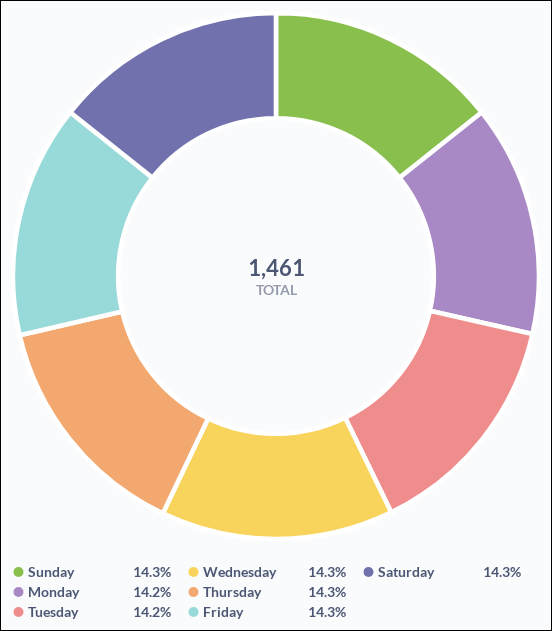 1,461
TOTAL
Sunday 14.3% Wednesday 14.3% Saturday 14.3%
Monday 14.2% Thursday 14.3%
Tuesday 14.2% Friday 14.3%